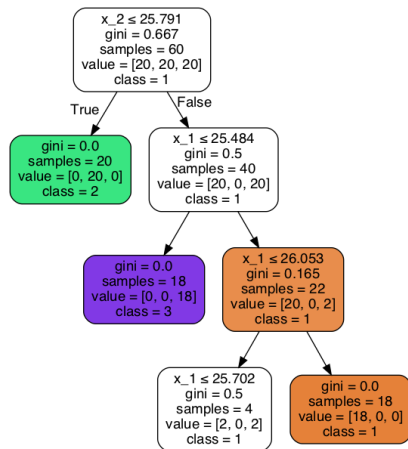 x_2 ≤ 25.791
gini = 0.667
samples = 60
value = [20, 20, 20]
class = 1
True
False
gini = 0.0
samples = 20
value = [0, 20, 0]
class = 2
x_1 ≤ 25.484
gini = 0.5
samples = 40
value = [20, 0, 20]
class = 1
gini = 0.0
samples = 18
value = [0, 0, 18]
class = 3
x_1 ≤ 26.053
gini = 0.165
samples = 22
value = [20, 0, 2]
class = 1
x_1 ≤ 25.702
gini = 0.5
samples = 4
value = [2, 0, 2]
class = 1
gini = 0.0
samples = 18
value = [18, 0, 0]
class = 1